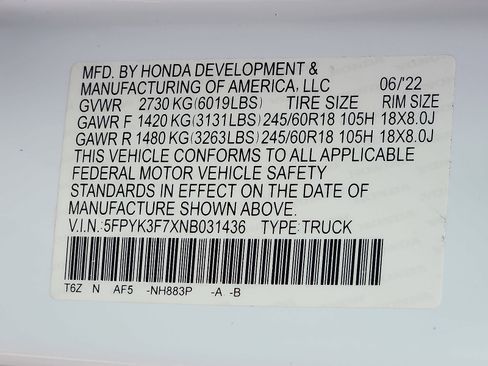 MFD. BY HONDA DEVELOPMENT &
MANUFACTURING OF AMERICA, LLC 06/'22
GVWR 2730 KG (6019LBS) TIRE SIZE RIM SIZE
GAWR F 1420 KG (3131LBS) 245/60R18 105H 18X8.0J
GAWR R 1480 KG (3263LBS) 245/60R18 105H 18X8.0J
THIS VEHICLE CONFORMS TO ALL APPLICABLE
FEDERAL MOTOR VEHICLE SAFETY
STANDARDS IN EFFECT ON THE DATE OF
MANUFACTURE SHOWN ABOVE.
V.I.N.: 5FPYK3F7XNB031436 TYPE: TRUCK
T6Z N AF5 -NH883P -A -B